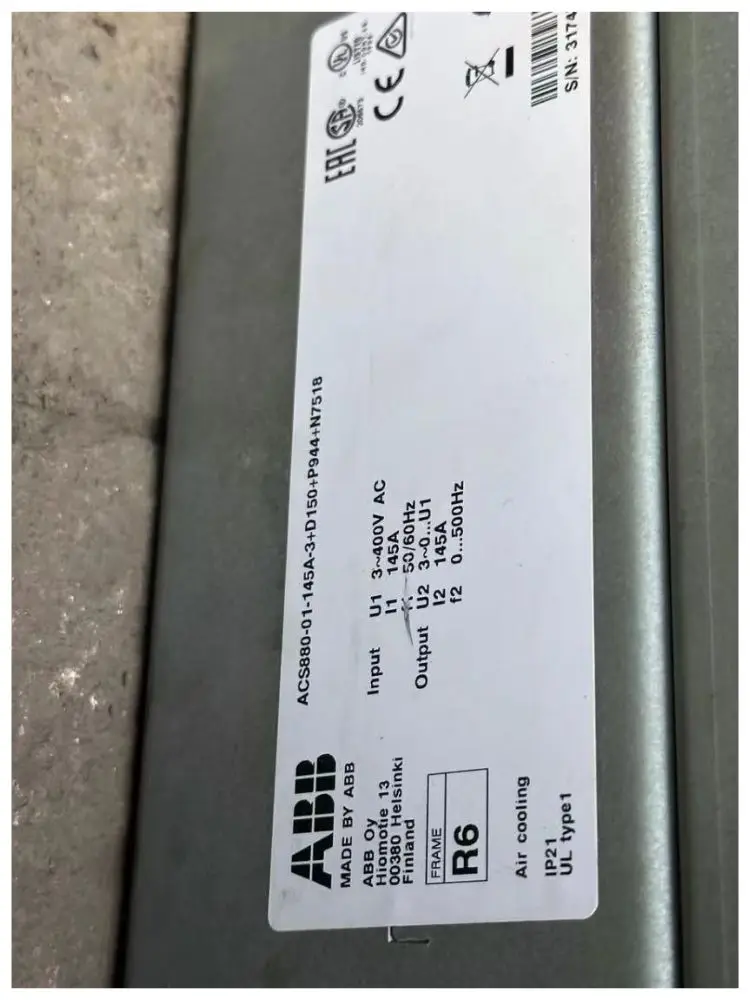 ABB
MADE BY ABB
ABB Oy
Hiomotie 13
00380 Helsinki
Finland
FRAME
R6
Air cooling
IP21
UL type1
ACS880-01-145A-3+D150+P944+N7518
Input U1 3~400V AC
I1 145A
50/60Hz
Output U2 3~0...U1
I2 145A
f2 0...500Hz
EAC
CE
S/N: 3174